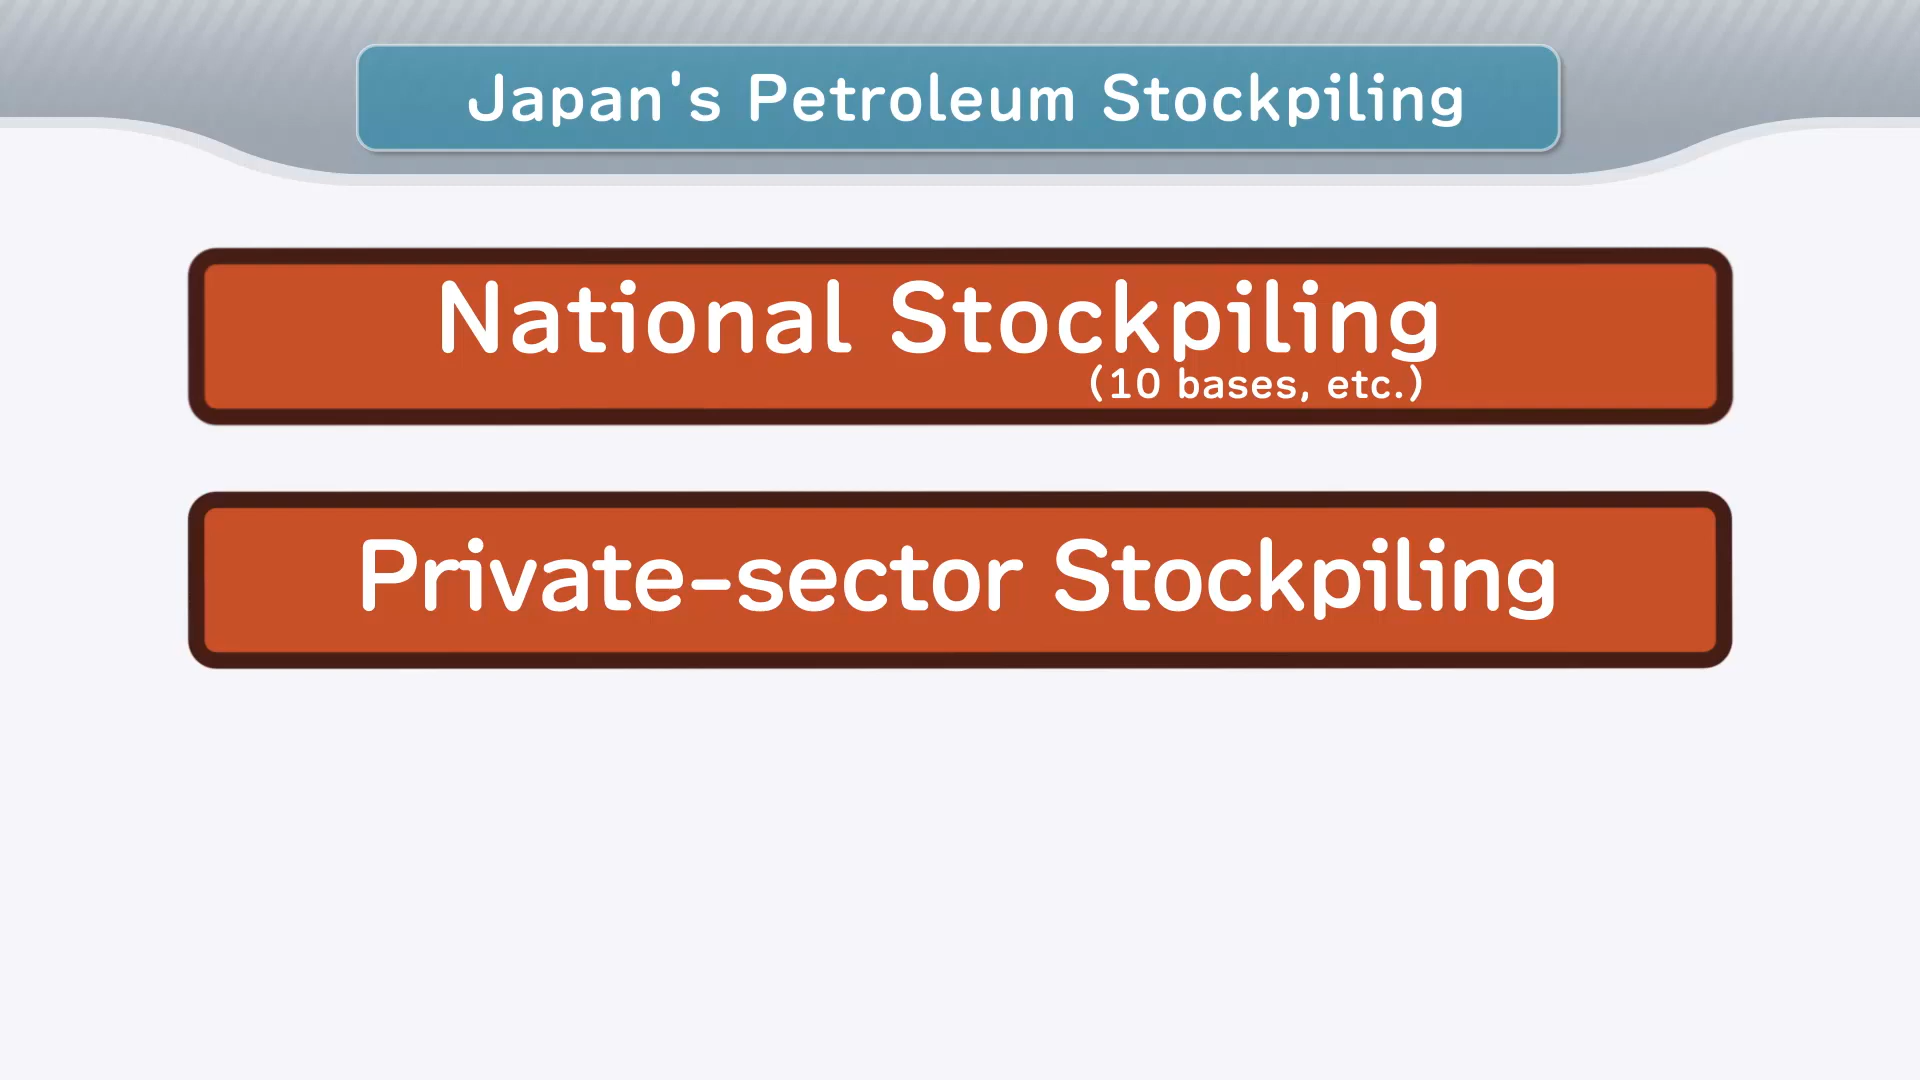 Japan's Petroleum Stockpiling
National Stockpiling
(10 bases, etc.)
Private-sector Stockpiling